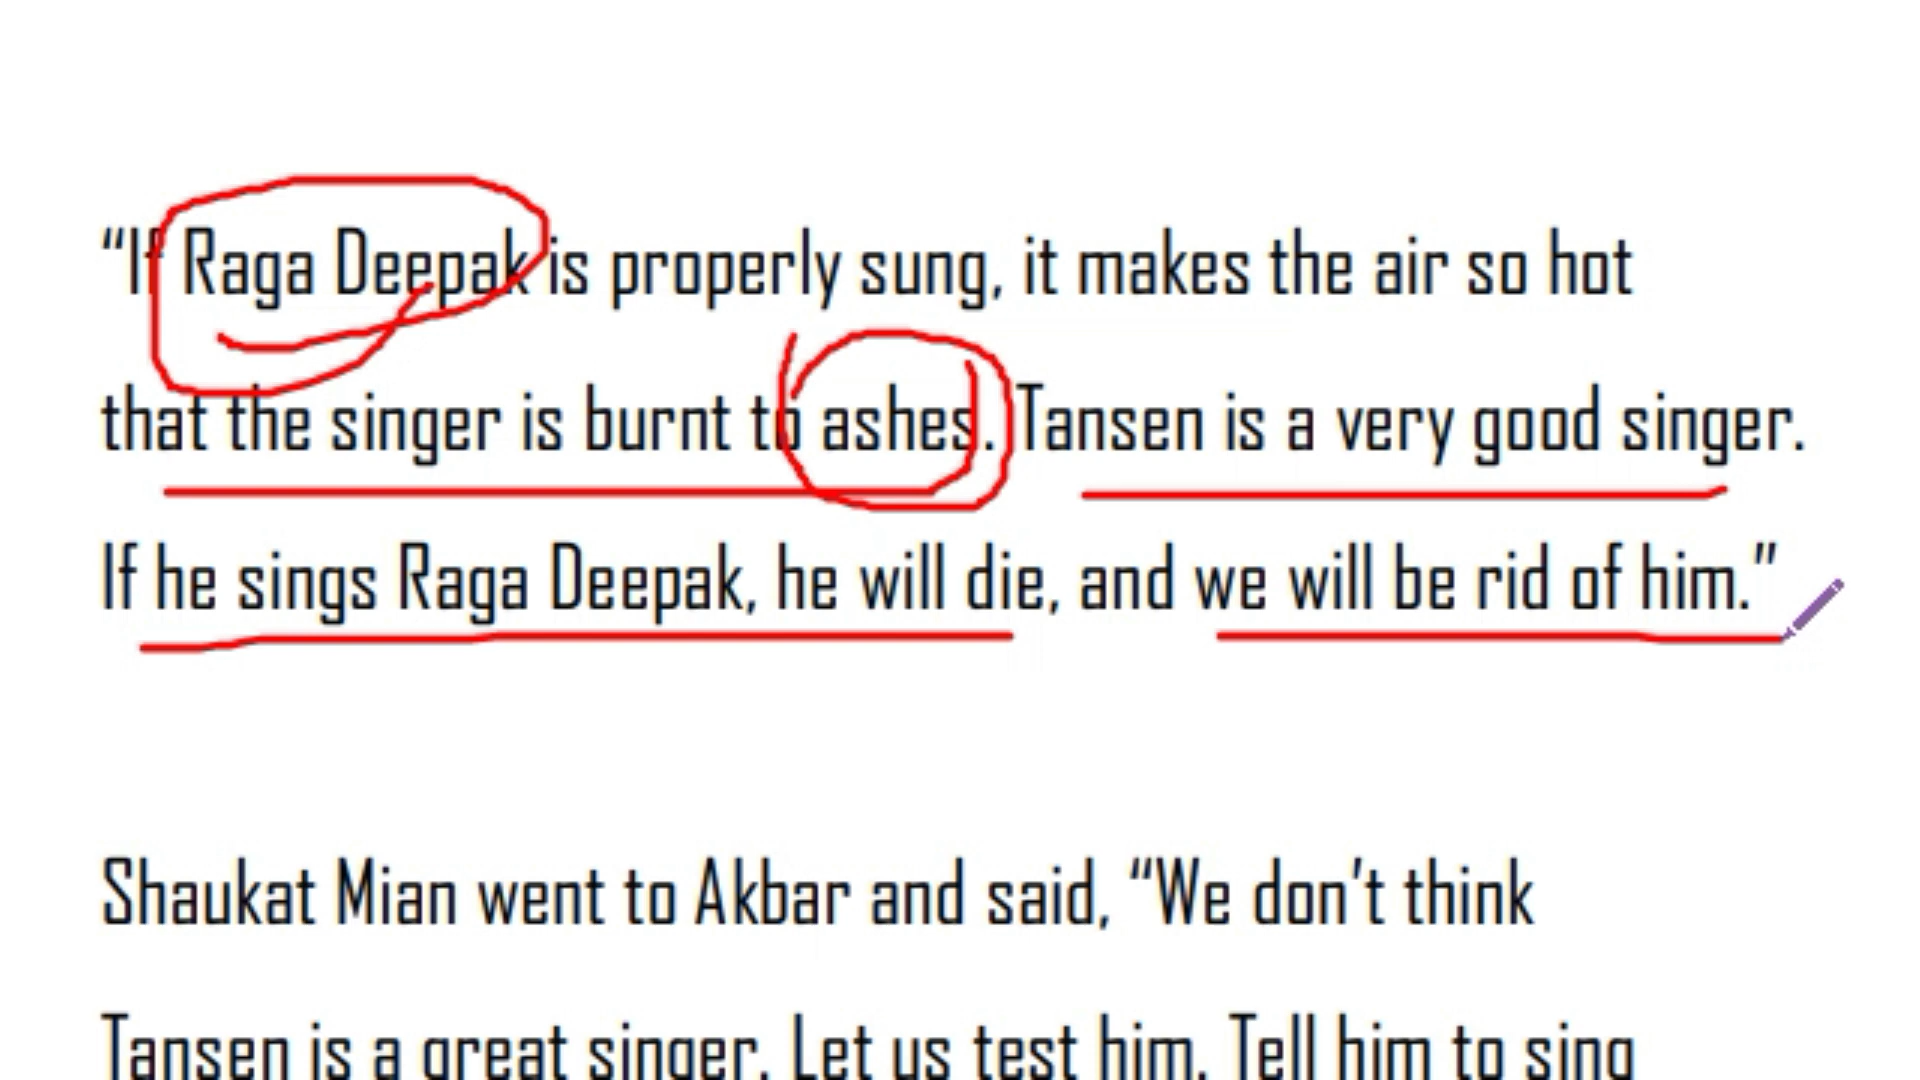 “If Raga Deepak is properly sung, it makes the air so hot
that the singer is burnt to ashes. Tansen is a very good singer.
If he sings Raga Deepak, he will die, and we will be rid of him.”
Shaukat Mian went to Akbar and said, “We don’t think
Tansen is a great singer. Let us test him. Tell him to sing